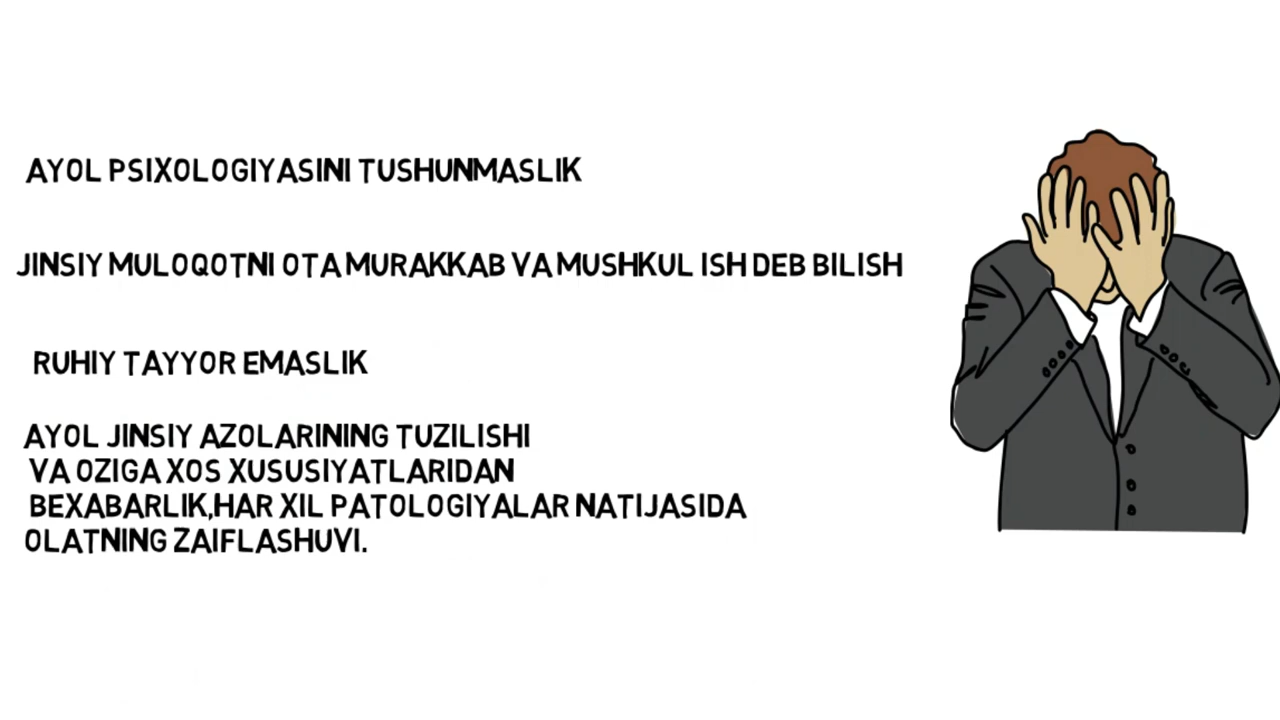 AYOL PSIXOLOGIYASINI TUSHUNMASLIK
JINSIY MULOQOTNI OTA MURAKKAB VA MUSHKUL ISH DEB BILISH
RUHIY TAYYOR EMASLIK
AYOL JINSIY AZOLARINING TUZILISHI
VA OZIGA XOS XUSUSIYATLARIDAN
BEXABARLIK,HAR XIL PATOLOGIYALAR NATIJASIDA
OLATNING ZAIFLASHUVI.